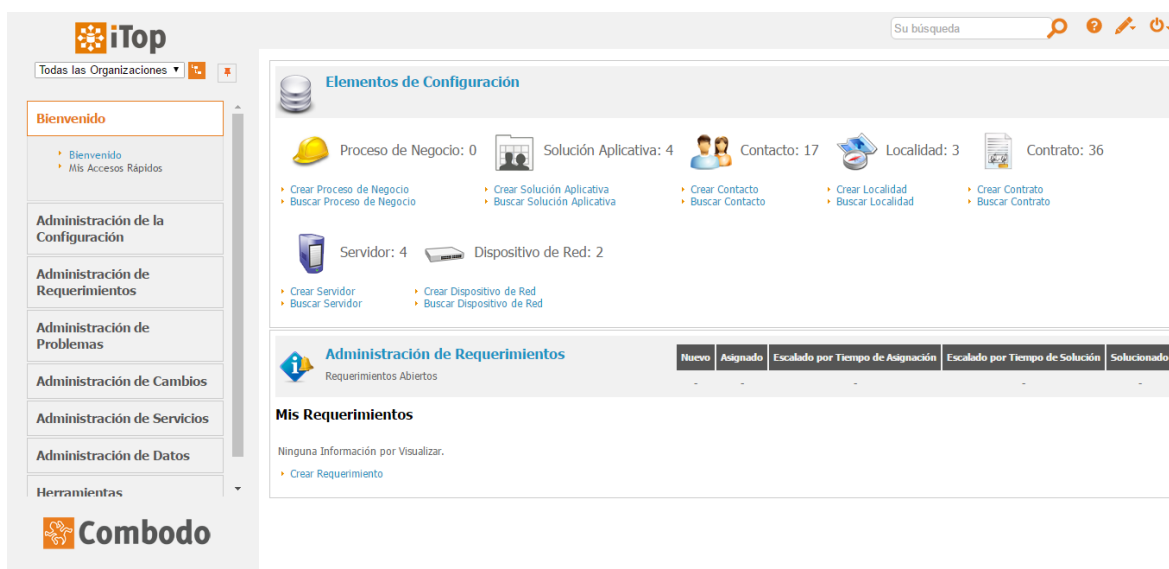 iTop
Su búsqueda
Todas las Organizaciones
Bienvenido
Bienvenido
Mis Accesos Rápidos
Administración de la
Configuración
Administración de
Requerimientos
Administración de
Problemas
Administración de Cambios
Administración de Servicios
Administración de Datos
Herramientas
Combodo
Elementos de Configuración
Proceso de Negocio: 0
Crear Proceso de Negocio
Buscar Proceso de Negocio
Solución Aplicativa: 4
Crear Solución Aplicativa
Buscar Solución Aplicativa
Contacto: 17
Crear Contacto
Buscar Contacto
Localidad: 3
Crear Localidad
Buscar Localidad
Contrato: 36
Crear Contrato
Buscar Contrato
Servidor: 4
Crear Servidor
Buscar Servidor
Dispositivo de Red: 2
Crear Dispositivo de Red
Buscar Dispositivo de Red
Administración de Requerimientos
Requerimientos Abiertos
Nuevo Asignado Escalado por Tiempo de Asignación Escalado por Tiempo de Solución Solucionado
- - - - -
Mis Requerimientos
Ninguna Información por Visualizar.
Crear Requerimiento